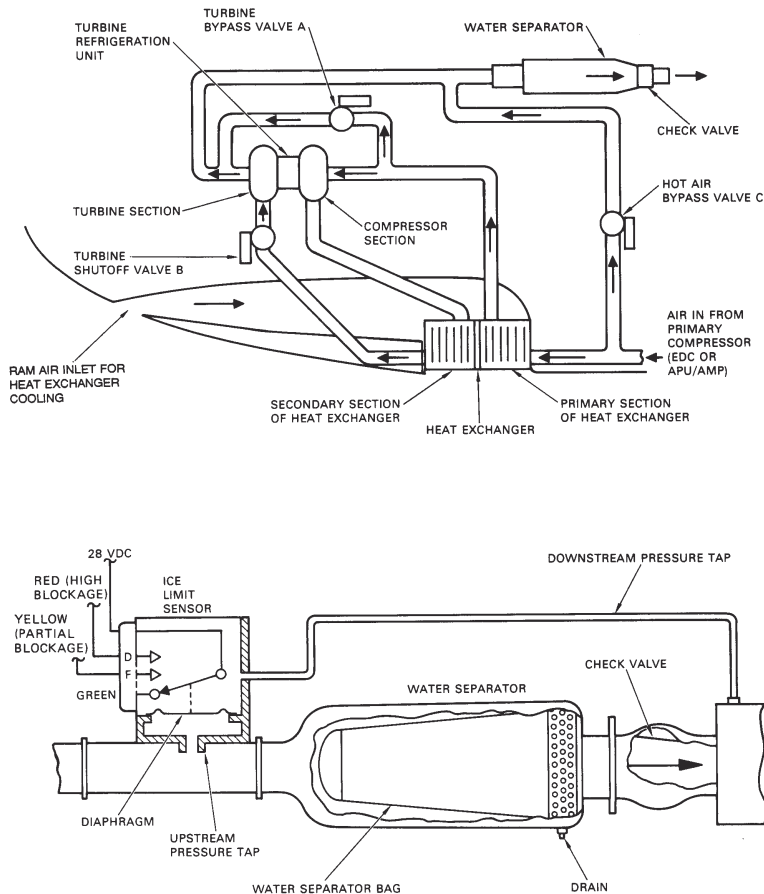 TURBINE
BYPASS VALVE A
TURBINE
REFRIGERATION
UNIT
WATER SEPARATOR
CHECK VALVE
HOT AIR
BYPASS VALVE C
TURBINE SECTION
COMPRESSOR
SECTION
TURBINE
SHUTOFF VALVE B
RAM AIR INLET FOR
HEAT EXCHANGER
COOLING
AIR IN FROM
PRIMARY
COMPRESSOR
(EDC OR
APU/AMP)
SECONDARY SECTION
OF HEAT EXCHANGER
HEAT EXCHANGER
PRIMARY SECTION
OF HEAT EXCHANGER
28 VDC
RED (HIGH
BLOCKAGE)
ICE
LIMIT
SENSOR
YELLOW
(PARTIAL
BLOCKAGE)
D
F
GREEN
DOWNSTREAM PRESSURE TAP
CHECK VALVE
WATER SEPARATOR
DIAPHRAGM
UPSTREAM
PRESSURE TAP
WATER SEPARATOR BAG
DRAIN